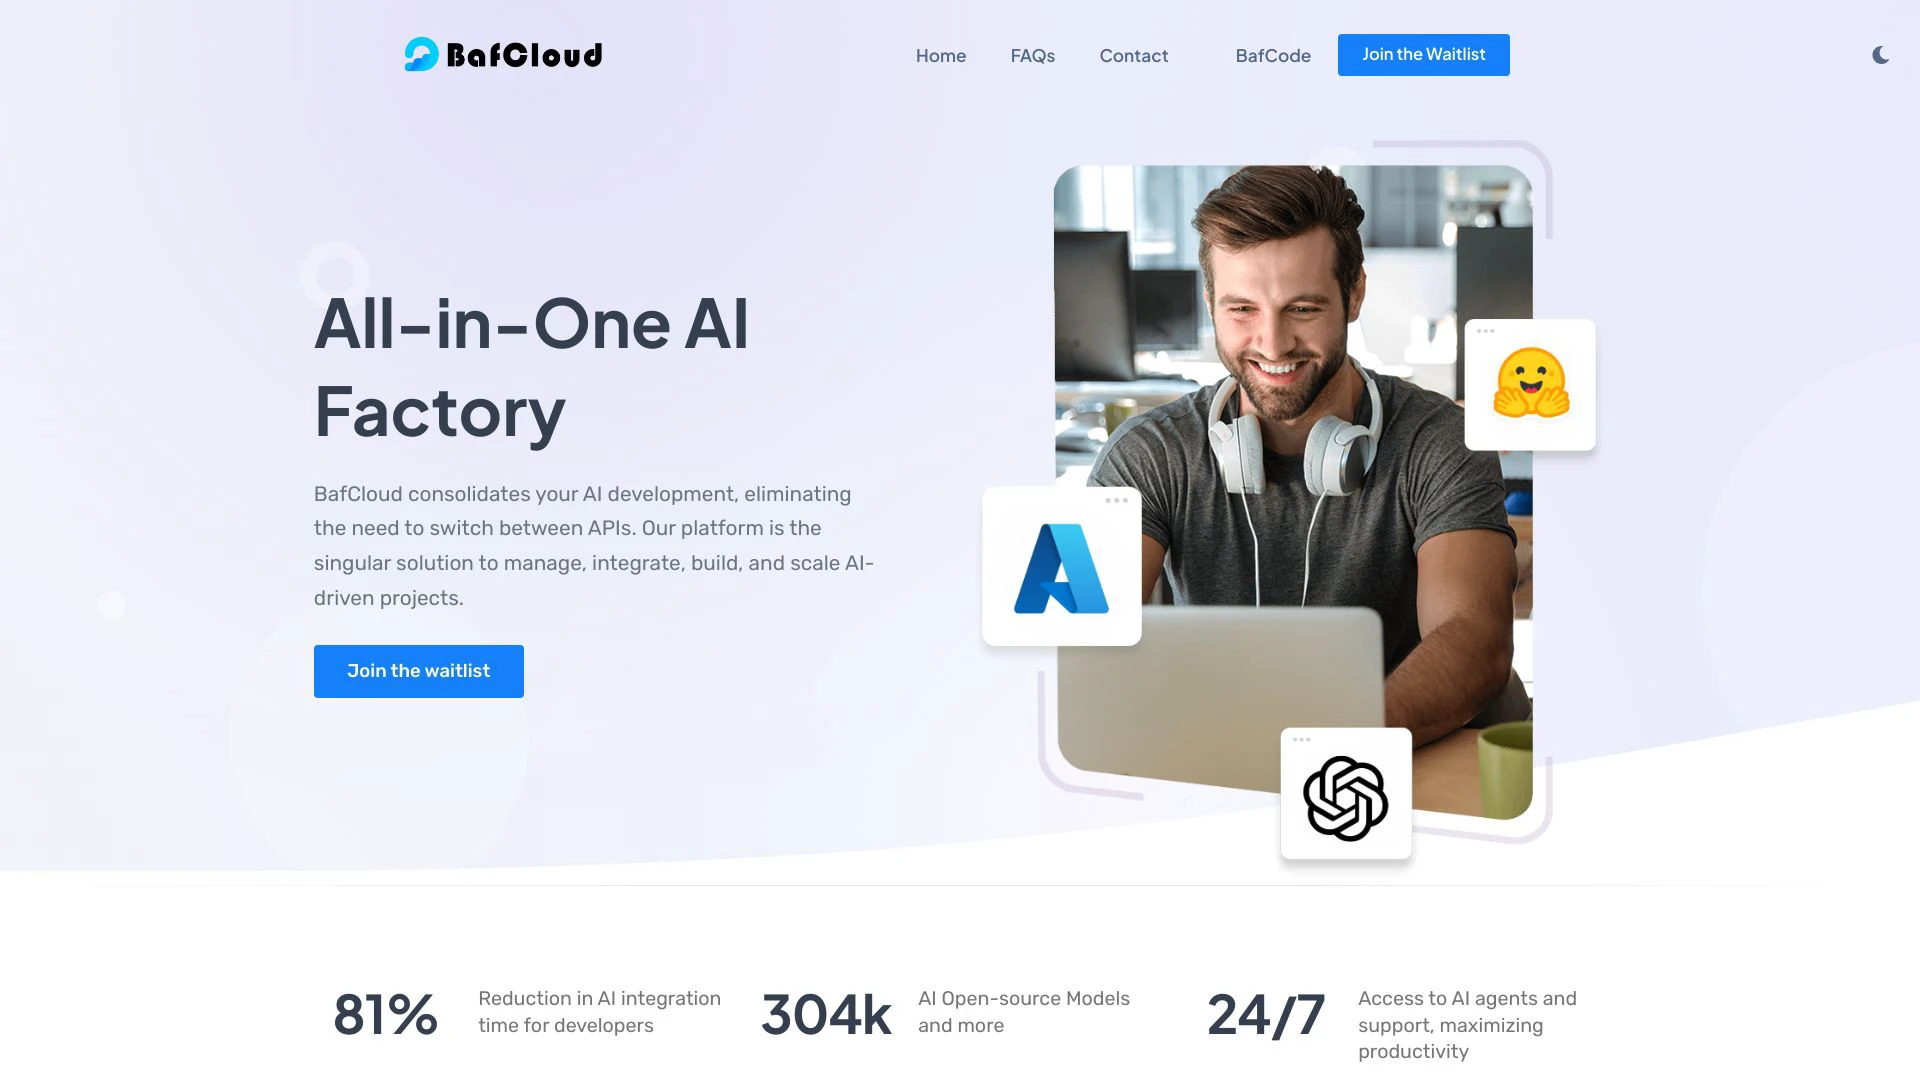 BafCloud
Home
FAQs
Contact
BafCode
Join the Waitlist
All-in-One AI
Factory
BafCloud consolidates your AI development, eliminating
the need to switch between APIs. Our platform is the
singular solution to manage, integrate, build, and scale AI-
driven projects.
Join the waitlist
81%
Reduction in AI integration
time for developers
304k
AI Open-source Models
and more
24/7
Access to AI agents and
support, maximizing
productivity